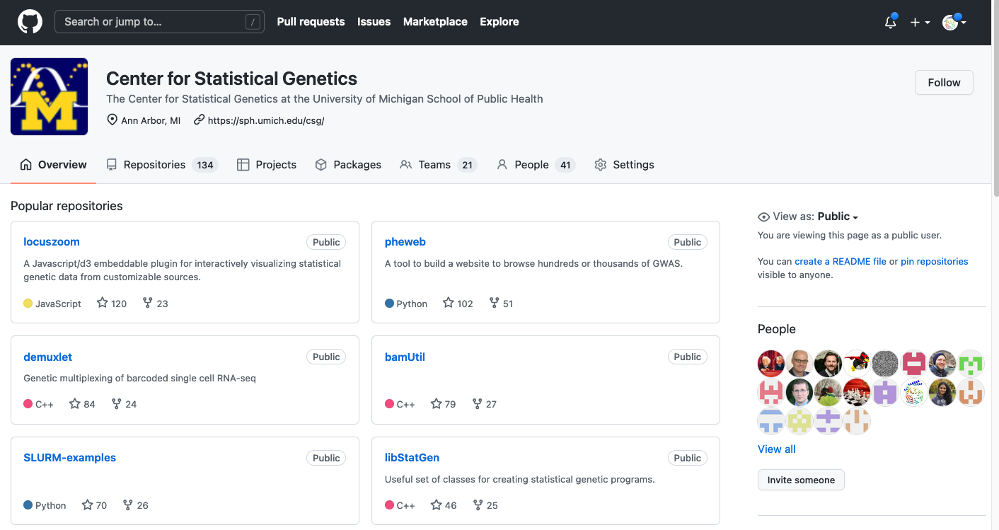 Search or jump to... /
Pull requests Issues Marketplace Explore
M
Center for Statistical Genetics
Follow
The Center for Statistical Genetics at the University of Michigan School of Public Health
Ann Arbor, MI https://sph.umich.edu/csg/
Overview Repositories 134 Projects Packages Teams 21 People 41 Settings
Popular repositories
locuszoom Public
A Javascript/d3 embeddable plugin for interactively visualizing statistical
genetic data from customizable sources.
JavaScript 120 23
pheweb Public
A tool to build a website to browse hundreds or thousands of GWAS.
Python 102 51
demuxlet Public
Genetic multiplexing of barcoded single cell RNA-seq
C++ 84 24
bamUtil Public
C++ 79 27
SLURM-examples Public
Python 70 26
libStatGen Public
Useful set of classes for creating statistical genetic programs.
C++ 46 25
View as: Public
You are viewing this page as a public user.
You can create a README file or pin repositories
visible to anyone.
People
View all
Invite someone